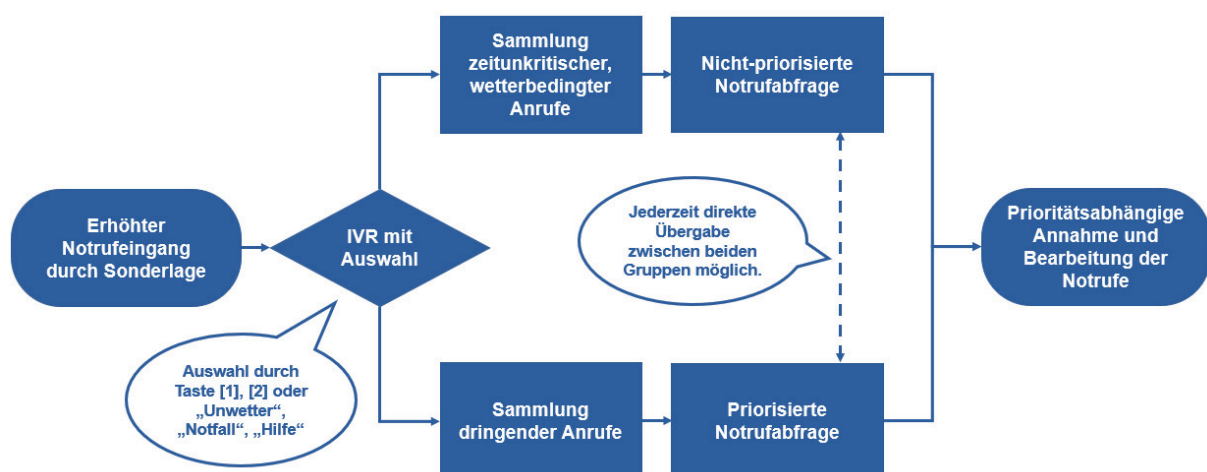 Sammlung
zeitunkritischer,
wetterbedingter
Anrufe
Nicht-priorisierte
Notrufabfrage
Erhöhter
Notrufeingang
durch Sonderlage
IVR mit
Auswahl
Jederzeit direkte
Übergabe
zwischen beiden
Gruppen möglich.
Prioritätsabhängige
Annahme und
Bearbeitung der
Notrufe
Auswahl durch
Taste [1], [2] oder
„Unwetter“,
„Notfall“, „Hilfe“
Sammlung
dringender Anrufe
Priorisierte
Notrufabfrage